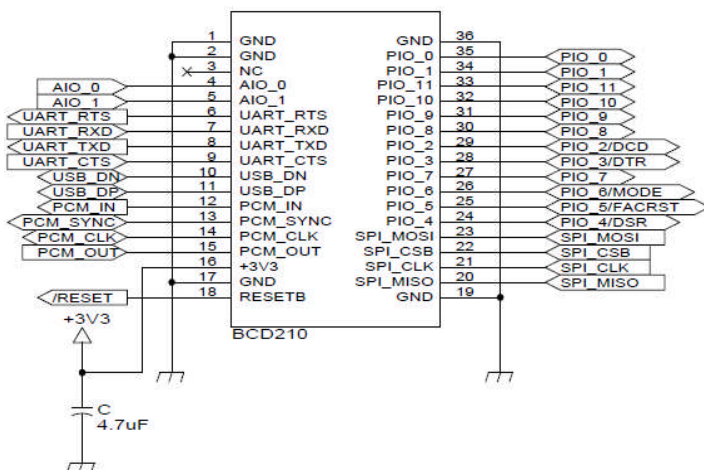 1 GND GND 36
2 GND PIO_0 35 PIO_0
3 NC PIO_1 34 PIO_1
AIO_0 4 AIO_0 PIO_11 33 PIO_11
AIO_1 5 AIO_1 PIO_10 32 PIO_10
UART_RTS 6 UART_RTS PIO_9 31 PIO_9
UART_RXD 7 UART_RXD PIO_8 30 PIO_8
UART_TXD 8 UART_TXD PIO_2 29 PIO_2/DCD
UART_CTS 9 UART_CTS PIO_3 28 PIO_3/DTR
USB_DN 10 USB_DN PIO_7 27 PIO_7
USB_DP 11 USB_DP PIO_6 26 PIO_6/MODE
PCM_IN 12 PCM_IN PIO_5 25 PIO_5/FACRST
PCM_SYNC 13 PCM_SYNC PIO_4 24 PIO_4/DSR
PCM_CLK 14 PCM_CLK SPI_MOSI 23 SPI_MOSI
PCM_OUT 15 PCM_OUT SPI_CSB 22 SPI_CSB
16 +3V3 SPI_CLK 21 SPI_CLK
17 GND SPI_MISO 20 SPI_MISO
/RESET 18 RESETB GND 19
+3V3
BCD210
C
4.7uF